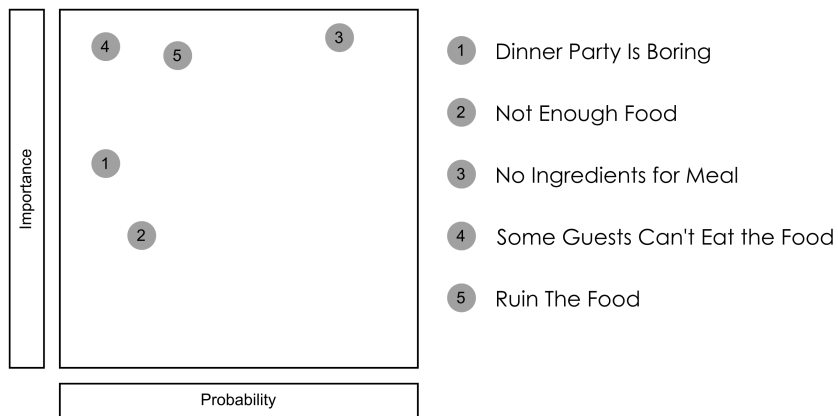 3
4
5
1
2
Importance
Probability
1 Dinner Party Is Boring
2 Not Enough Food
3 No Ingredients for Meal
4 Some Guests Can't Eat the Food
5 Ruin The Food